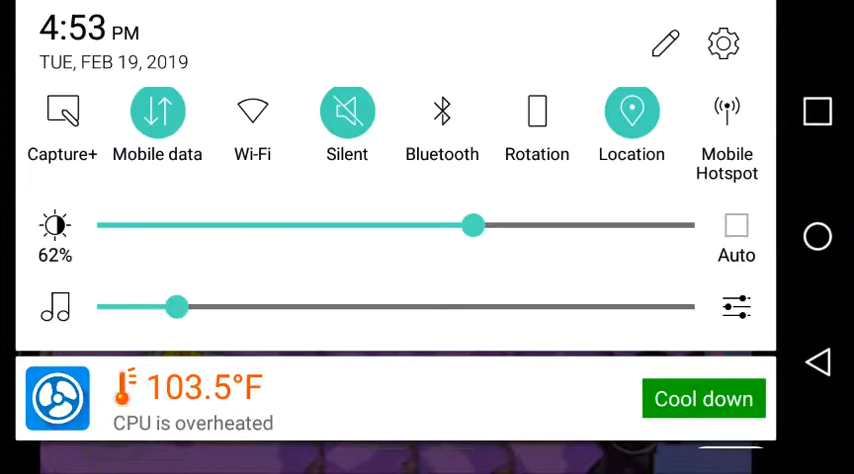 4:53 PM
TUE, FEB 19, 2019
Capture+
Mobile data
Wi-Fi
Silent
Bluetooth
Rotation
Location
Mobile
Hotspot
62%
Auto
103.5°F
CPU is overheated
Cool down